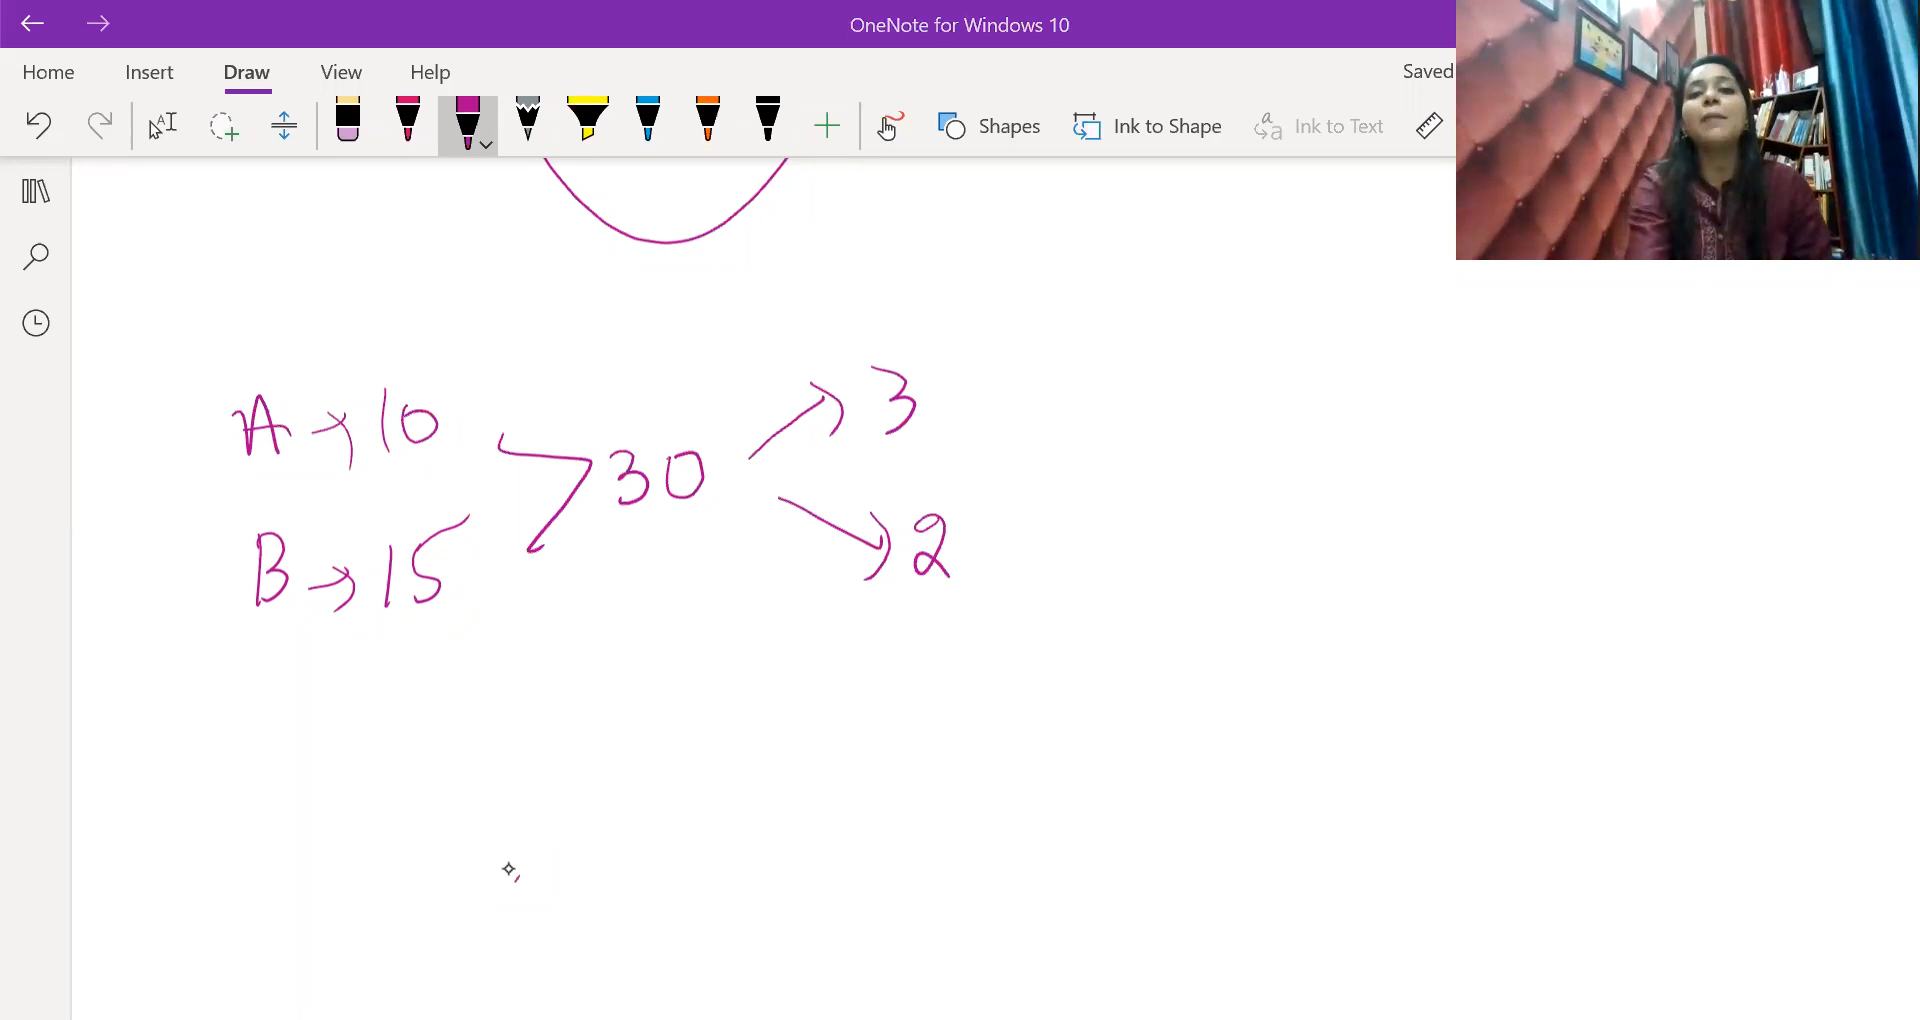 OneNote for Windows 10
Home Insert Draw View Help Saved
Shapes Ink to Shape Ink to Text
A → 10
B → 15
30
→ 3
→ 2